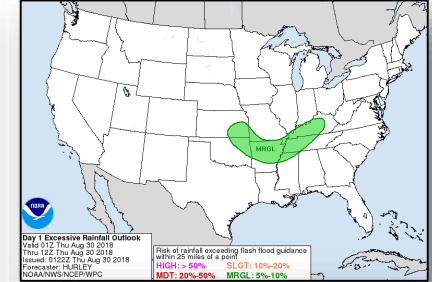 MRGL
NOAA
Day 1 Excessive Rainfall Outlook
Valid 01Z Thu Aug 30 2018
Thru 12Z Thu Aug 30 2018
Issued: 0122Z Thu Aug 30 2018
Forecaster: HURLEY
NOAA/NWS/NCEP/WPC
Risk of rainfall exceeding flash flood guidance
within 25 miles of a point
HIGH: > 50% SLGT: 10%-20%
MDT: 20%-50% MRGL: 5%-10%